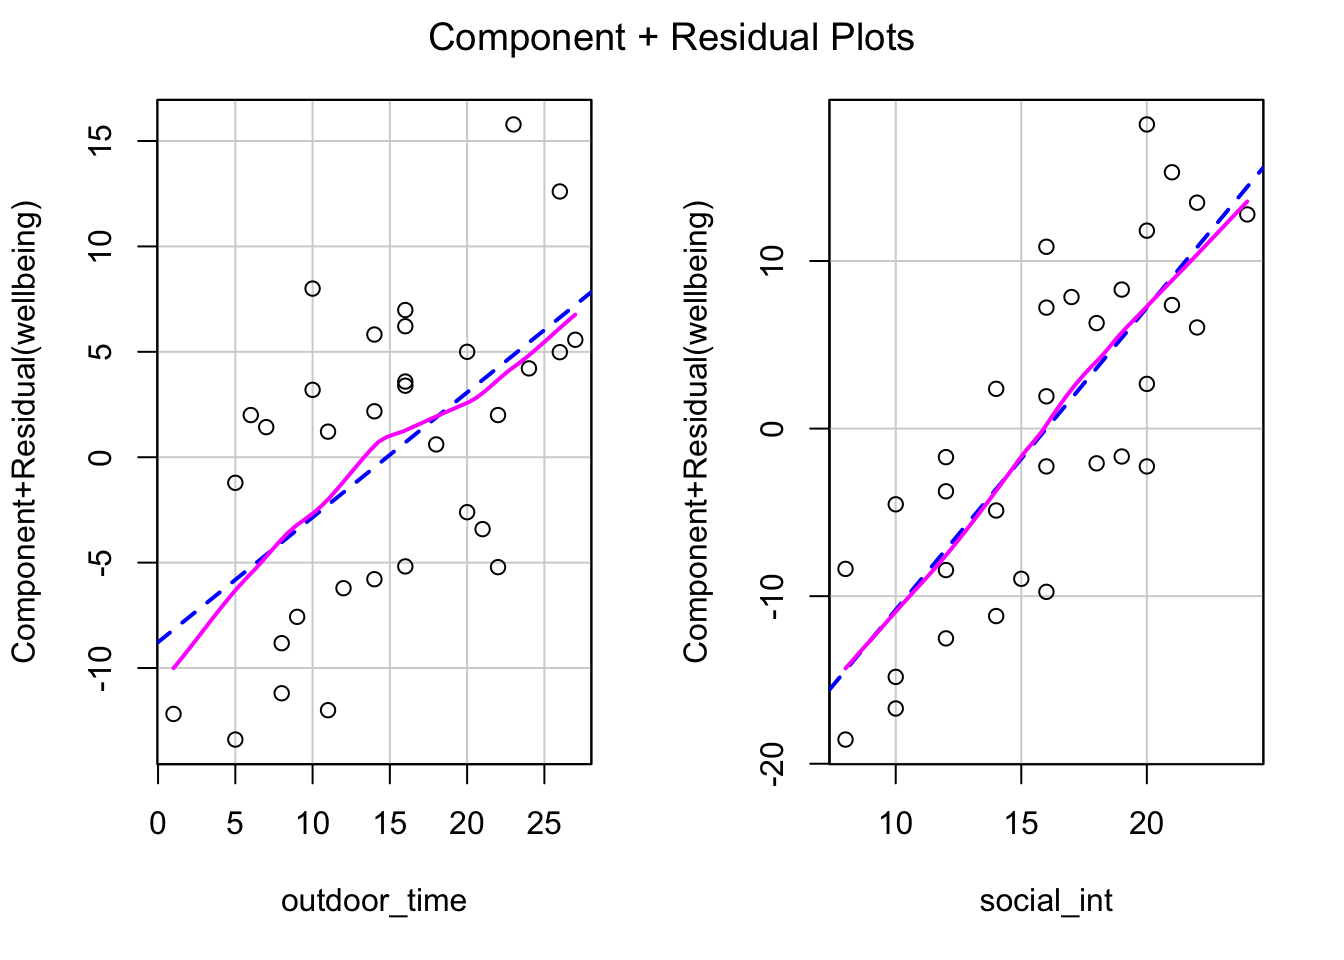 Component + Residual Plots
Component+Residual(wellbeing)
15
10
5
0
-5
-10
0 5 10 15 20 25
outdoor_time
Component+Residual(wellbeing)
10
0
-10
-20
10 15 20
social_int